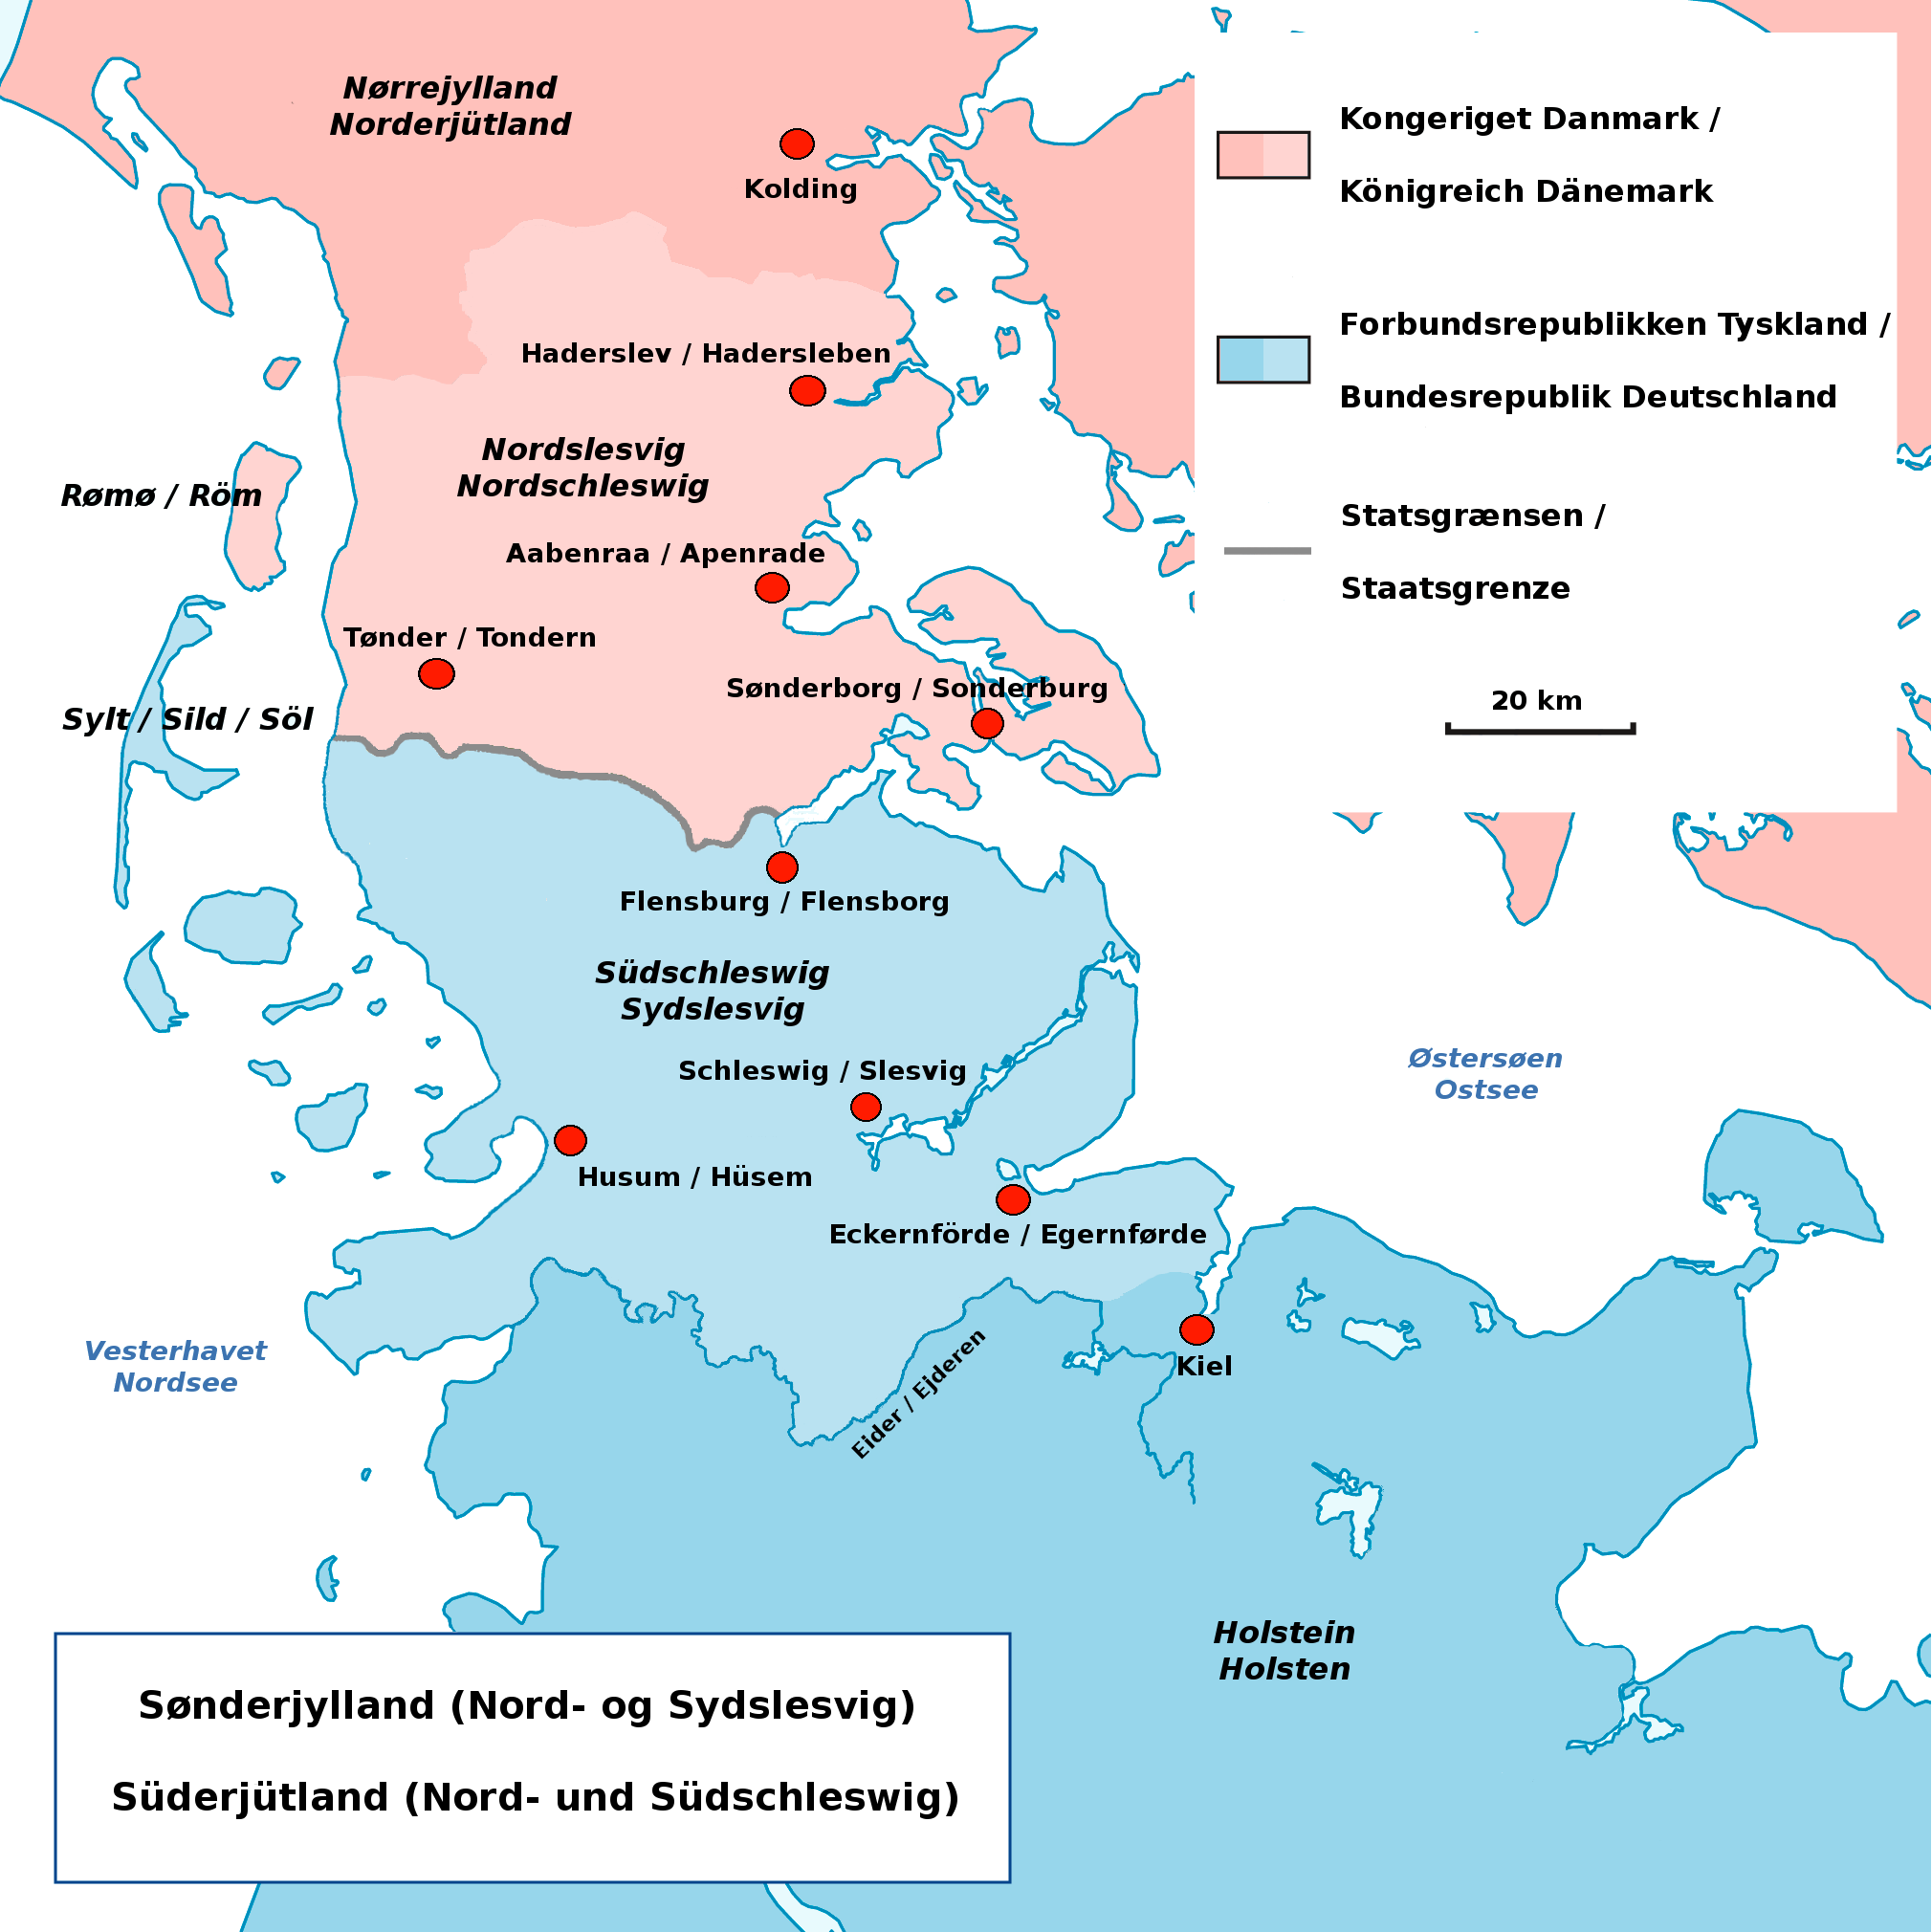 Nørrejylland
Norderjütland
Kolding
Kongeriget Danmark /
Königreich Dänemark
Forbundsrepublikken Tyskland /
Bundesrepublik Deutschland
Statsgrænsen /
Staatsgrenze
20 km
Haderslev / Hadersleben
Nordslesvig
Nordschleswig
Rømø / Röm
Aabenraa / Apenrade
Tønder / Tondern
Sønderborg / Sonderburg
Sylt / Sild / Söl
Flensburg / Flensborg
Südschleswig
Sydslesvig
Schleswig / Slesvig
Østersøen
Ostsee
Husum / Hüsem
Eckernförde / Egernførde
Vesterhavet
Nordsee
Eider / Ejderen
Kiel
Holstein
Holsten
Sønderjylland (Nord- og Sydslesvig)
Süderjütland (Nord- und Südschleswig)